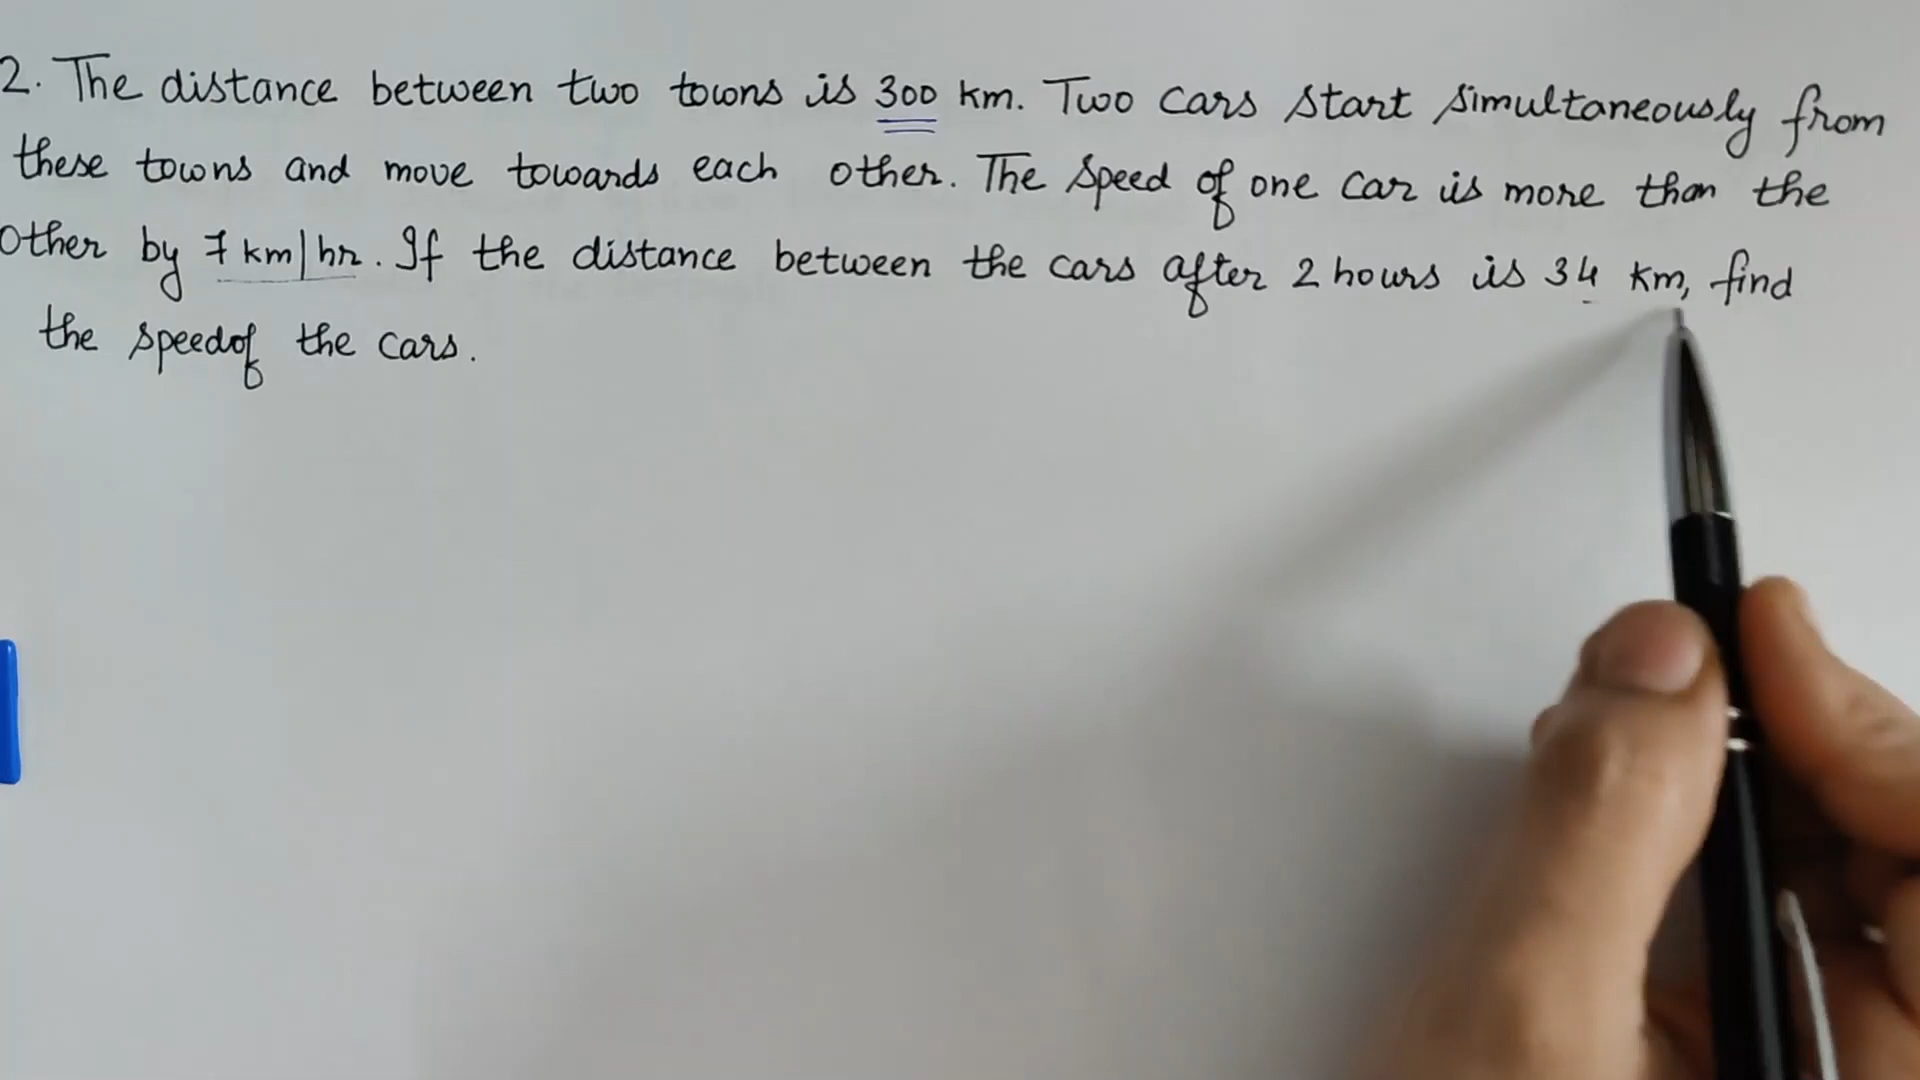 2. The distance between two towns is 300 km. Two cars start simultaneously from
these towns and move towards each other. The speed of one car is more than the
other by 7 km/hr. If the distance between the cars after 2 hours is 34 km, find
the speed of the cars.